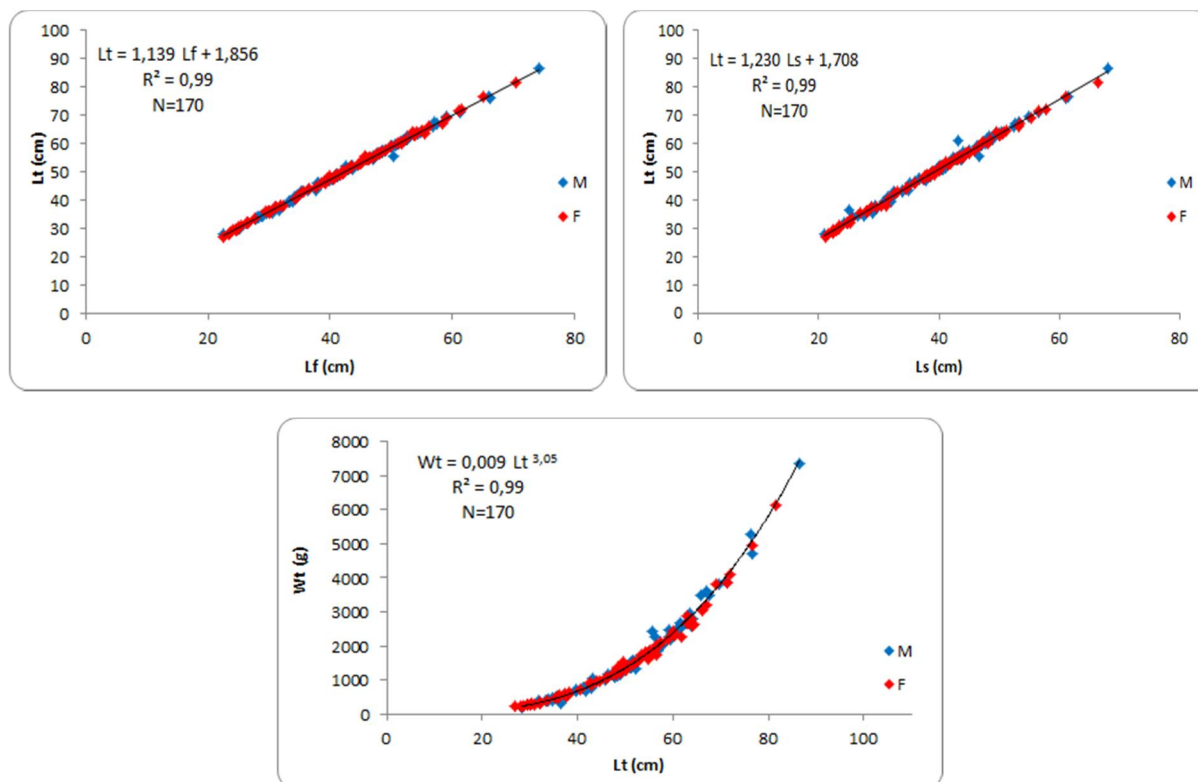 Lt = 1,139 Lf + 1,856
R² = 0,99
N=170
Lt (cm)
100
90
80
70
60
50
40
30
20
10
0
0 20 40 60 80
Lf (cm)
M
F
Lt = 1,230 Ls + 1,708
R² = 0,99
N=170
Lt (cm)
100
90
80
70
60
50
40
30
20
10
0
0 20 40 60 80
Ls (cm)
M
F
Wt = 0,009 Lt ³,⁰⁵
R² = 0,99
N=170
Wt (g)
8000
7000
6000
5000
4000
3000
2000
1000
0
0 20 40 60 80 100
Lt (cm)
M
F